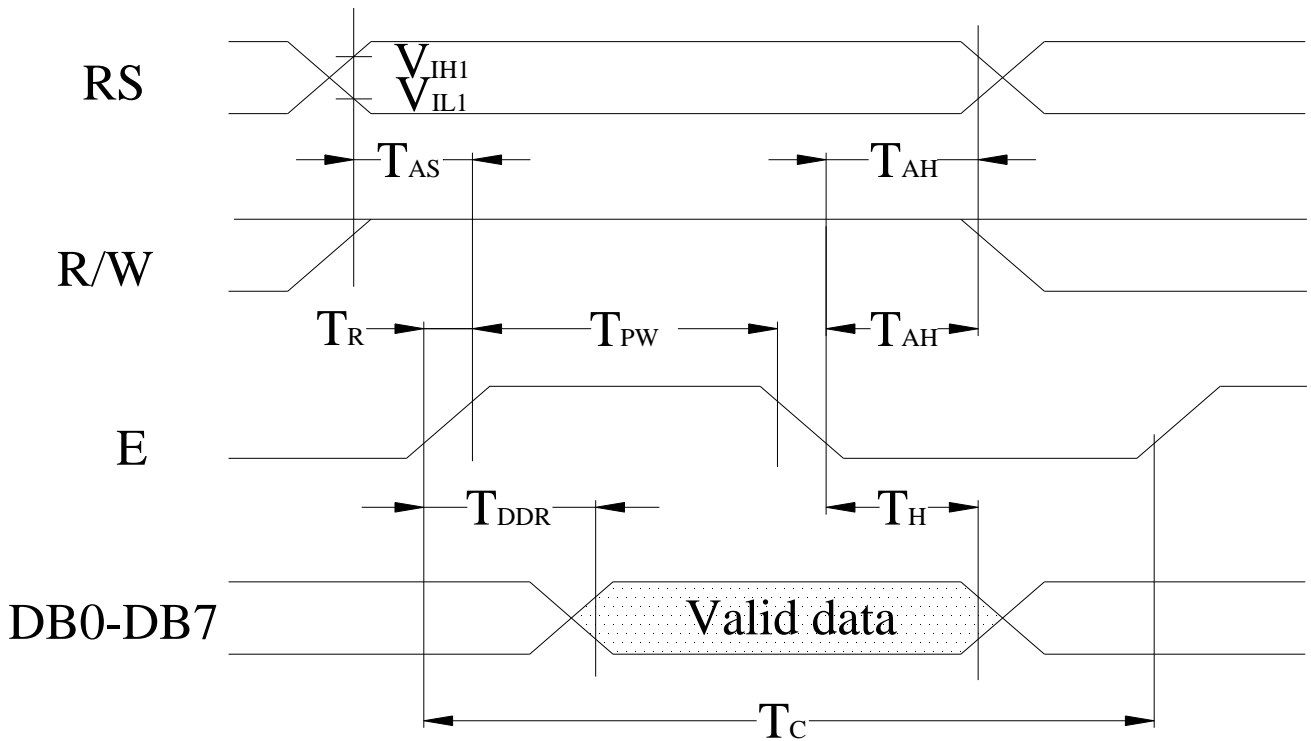 RS
VIH1
VIL1
TAS
TAH
R/W
TR
TPW
TAH
E
TDDR
TH
DB0-DB7
Valid data
TC